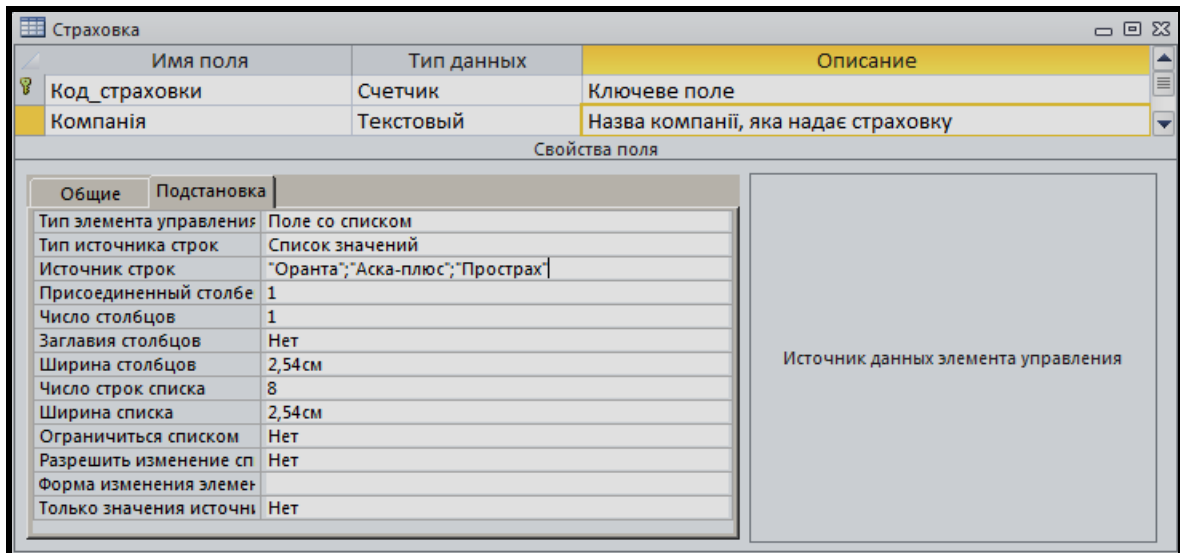 Страховка
Имя поля Тип данных Описание
Код_страховки Счетчик Ключеве поле
Компанія Текстовый Назва компанії, яка надає страховку
Свойства поля
Общие Подстановка
Тип элемента управления Поле со списком
Тип источника строк Список значений
Источник строк "Оранта";"Аска-плюс";"Прострах"
Присоединенный столбе 1
Число столбцов 1
Заглавия столбцов Нет
Ширина столбцов 2,54см
Число строк списка 8
Ширина списка 2,54см
Ограничиться списком Нет
Разрешить изменение сп Нет
Форма изменения элемен
Только значения источни Нет
Источник данных элемента управления